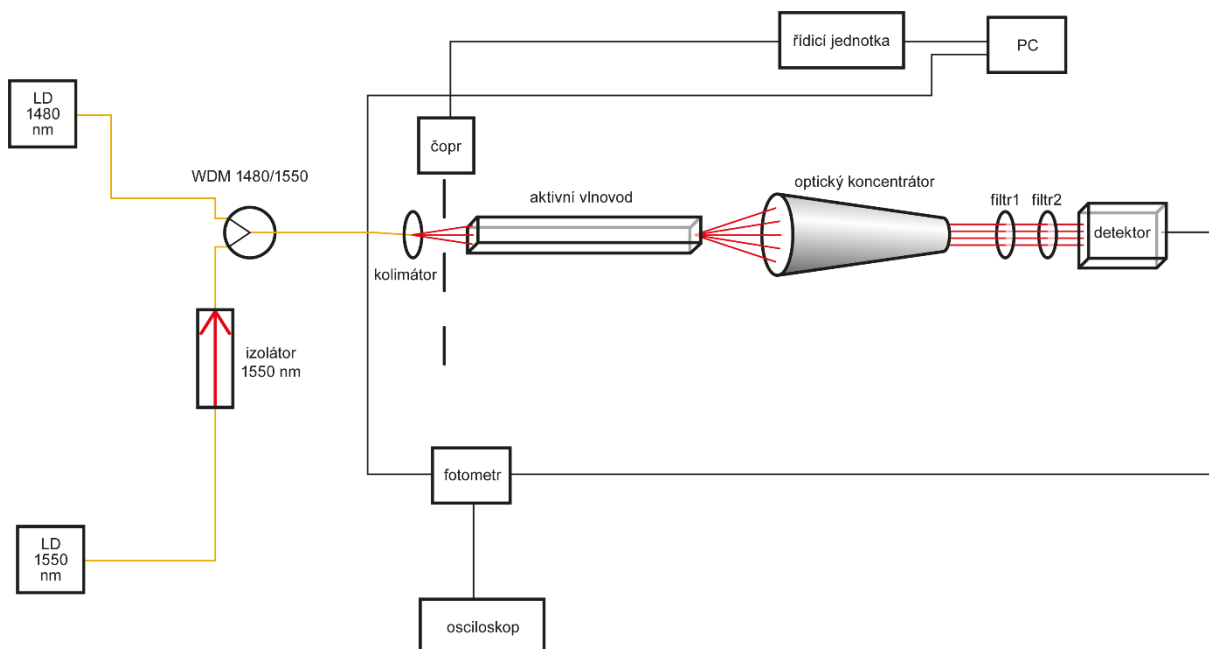 řídicí jednotka
PC
LD
1480
nm
čopr
WDM 1480/1550
aktivní vlnovod
optický koncentrátor
filtr1
filtr2
detektor
kolimátor
izolátor
1550 nm
fotometr
LD
1550
nm
osciloskop